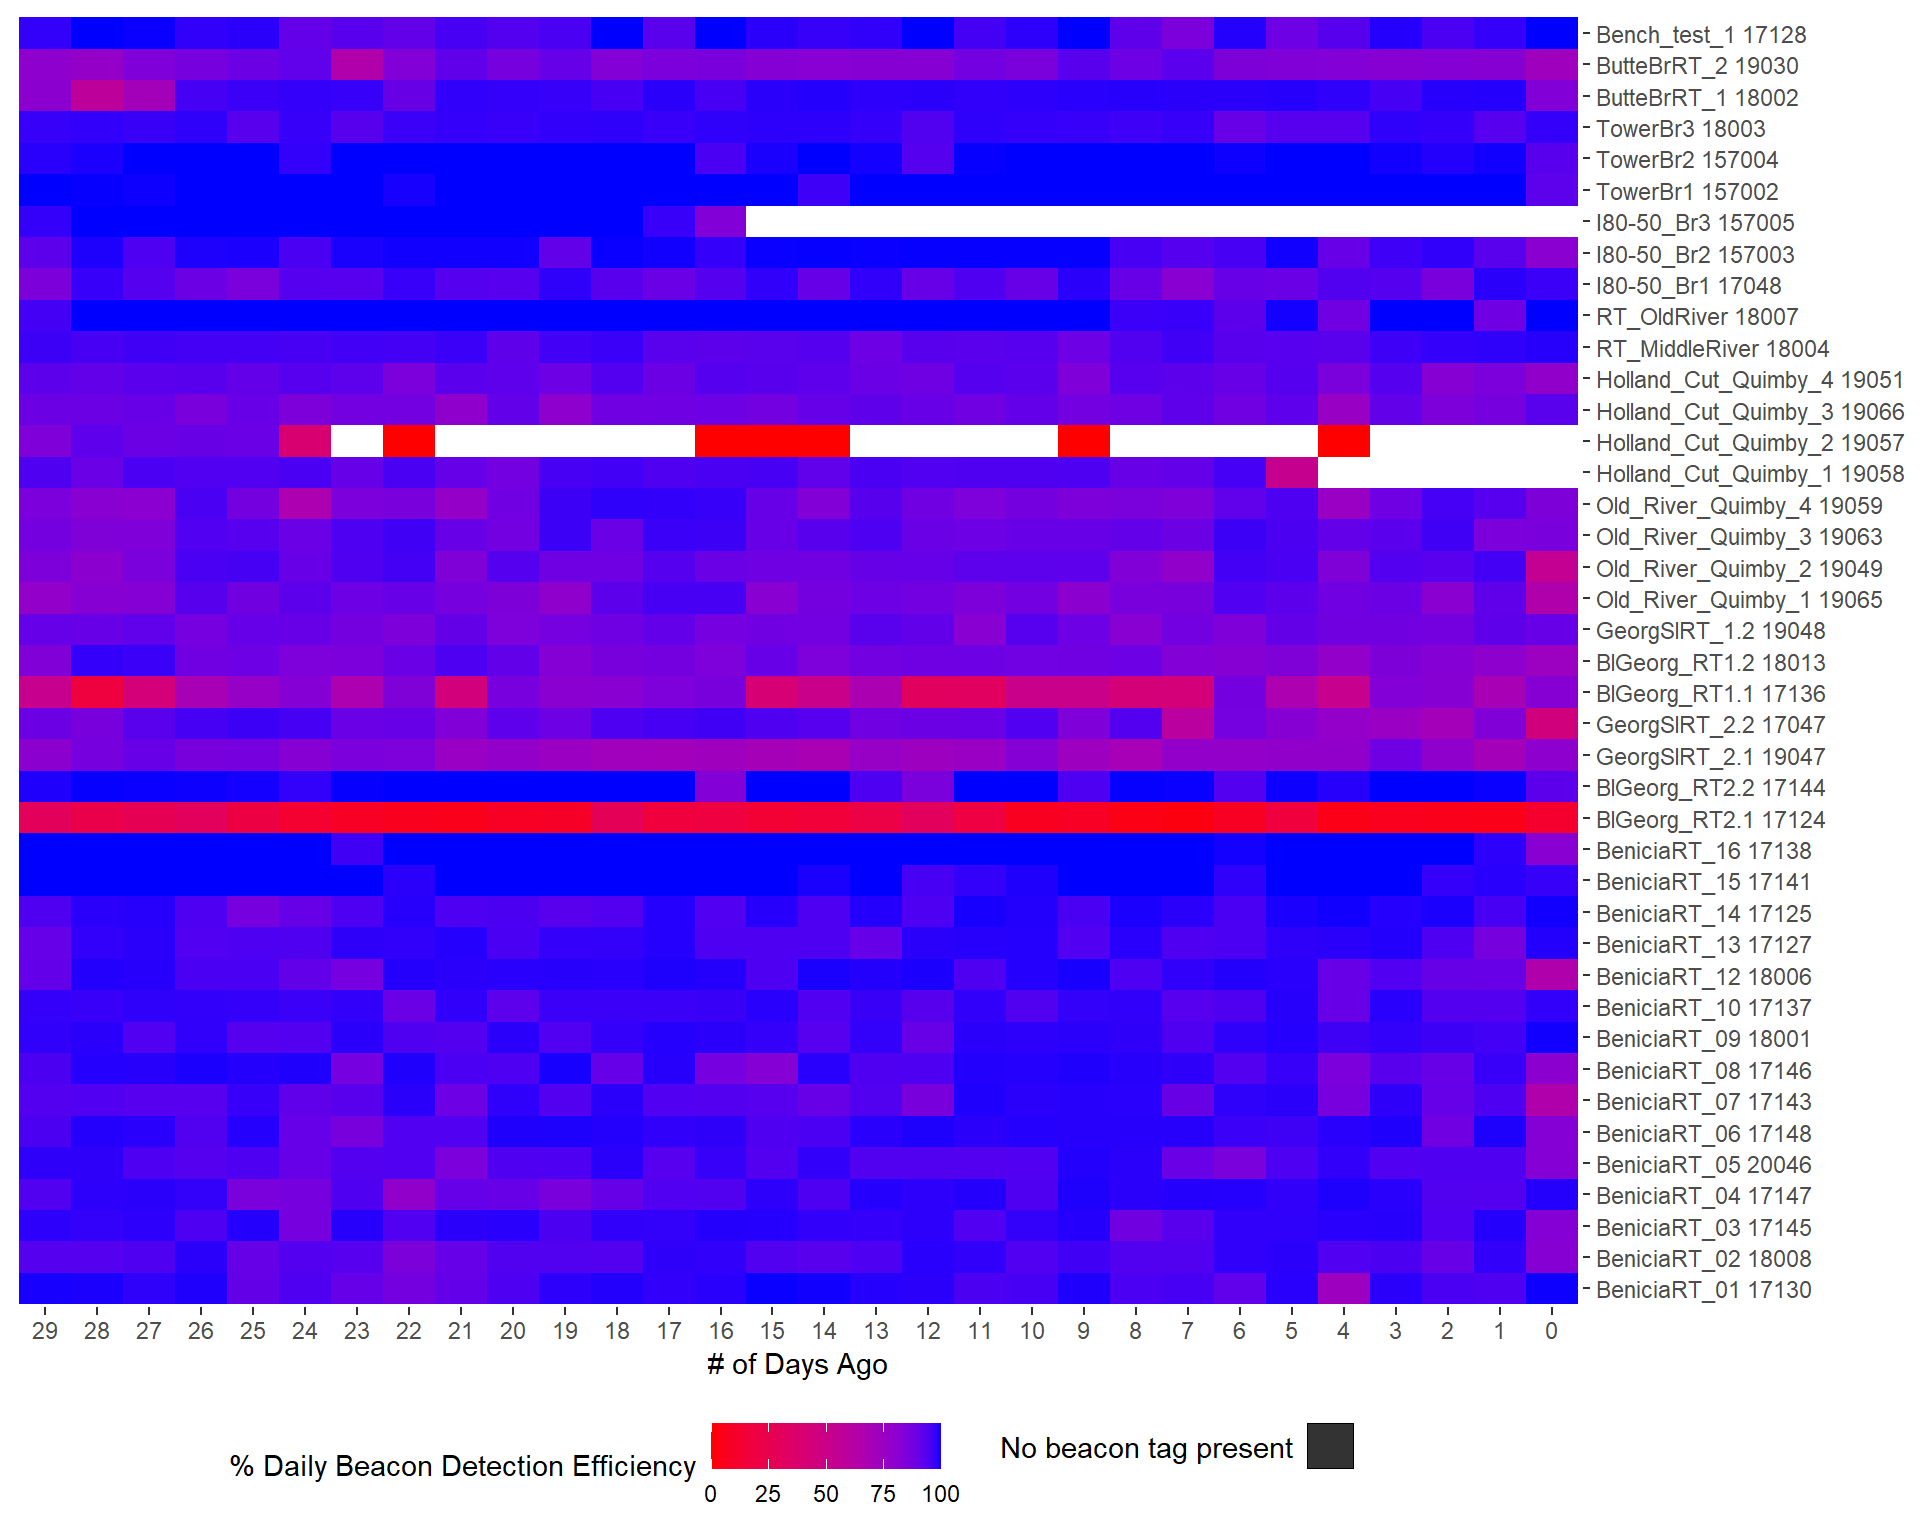 Bench_test_1 17128
ButteBrRT_2 19030
ButteBrRT_1 18002
TowerBr3 18003
TowerBr2 157004
TowerBr1 157002
I80-50_Br3 157005
I80-50_Br2 157003
I80-50_Br1 17048
RT_OldRiver 18007
RT_MiddleRiver 18004
Holland_Cut_Quimby_4 19051
Holland_Cut_Quimby_3 19066
Holland_Cut_Quimby_2 19057
Holland_Cut_Quimby_1 19058
Old_River_Quimby_4 19059
Old_River_Quimby_3 19063
Old_River_Quimby_2 19049
Old_River_Quimby_1 19065
GeorgSlRT_1.2 19048
BlGeorg_RT1.2 18013
BlGeorg_RT1.1 17136
GeorgSlRT_2.2 17047
GeorgSlRT_2.1 19047
BlGeorg_RT2.2 17144
BlGeorg_RT2.1 17124
BeniciaRT_16 17138
BeniciaRT_15 17141
BeniciaRT_14 17125
BeniciaRT_13 17127
BeniciaRT_12 18006
BeniciaRT_10 17137
BeniciaRT_09 18001
BeniciaRT_08 17146
BeniciaRT_07 17143
BeniciaRT_06 17148
BeniciaRT_05 20046
BeniciaRT_04 17147
BeniciaRT_03 17145
BeniciaRT_02 18008
BeniciaRT_01 17130
29 28 27 26 25 24 23 22 21 20 19 18 17 16 15 14 13 12 11 10 9 8 7 6 5 4 3 2 1 0
# of Days Ago
% Daily Beacon Detection Efficiency
0 25 50 75 100
No beacon tag present